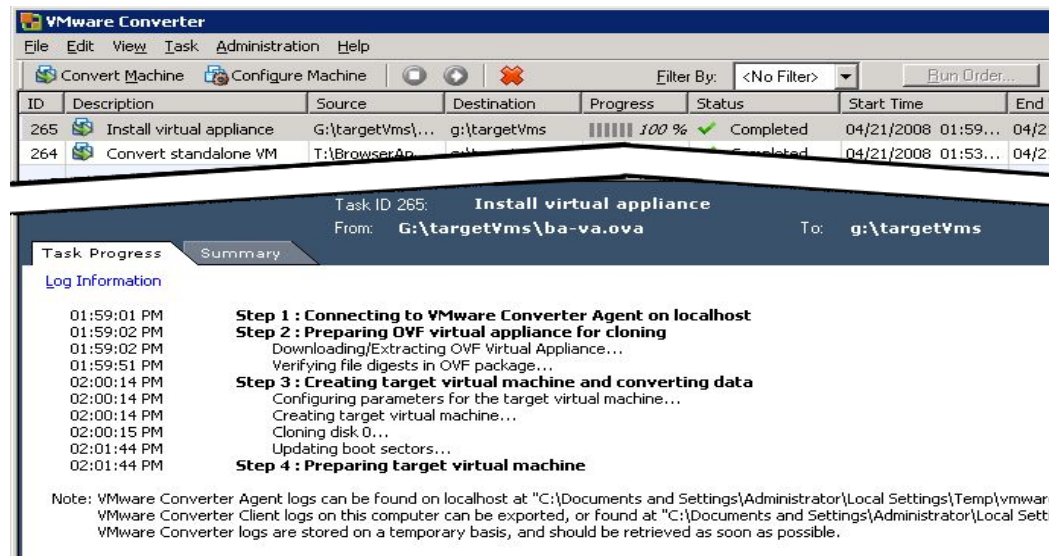 VMware Converter
File Edit View Task Administration Help
Convert Machine Configure Machine Filter By: <No Filter> Run Order...
ID Description Source Destination Progress Status Start Time End
265 Install virtual appliance G:\targetVms\... g:\targetVms 100 % Completed 04/21/2008 01:59... 04/2
264 Convert standalone VM T:\BrowserAp... Completed 04/21/2008 01:53... 04/2
Task ID 265: Install virtual appliance
From: G:\targetVms\ba-va.ova To: g:\targetVms
Task Progress Summary
Log Information
01:59:01 PM Step 1 : Connecting to VMware Converter Agent on localhost
01:59:02 PM Step 2 : Preparing OVF virtual appliance for cloning
01:59:02 PM Downloading/Extracting OVF Virtual Appliance...
01:59:51 PM Verifying file digests in OVF package...
02:00:14 PM Step 3 : Creating target virtual machine and converting data
02:00:14 PM Configuring parameters for the target virtual machine...
02:00:14 PM Creating target virtual machine...
02:00:15 PM Cloning disk 0...
02:01:44 PM Updating boot sectors...
02:01:44 PM Step 4 : Preparing target virtual machine
Note: VMware Converter Agent logs can be found on localhost at "C:\Documents and Settings\Administrator\Local Settings\Temp\vmwar
VMware Converter Client logs on this computer can be exported, or found at "C:\Documents and Settings\Administrator\Local Setti
VMware Converter logs are stored on a temporary basis, and should be retrieved as soon as possible.